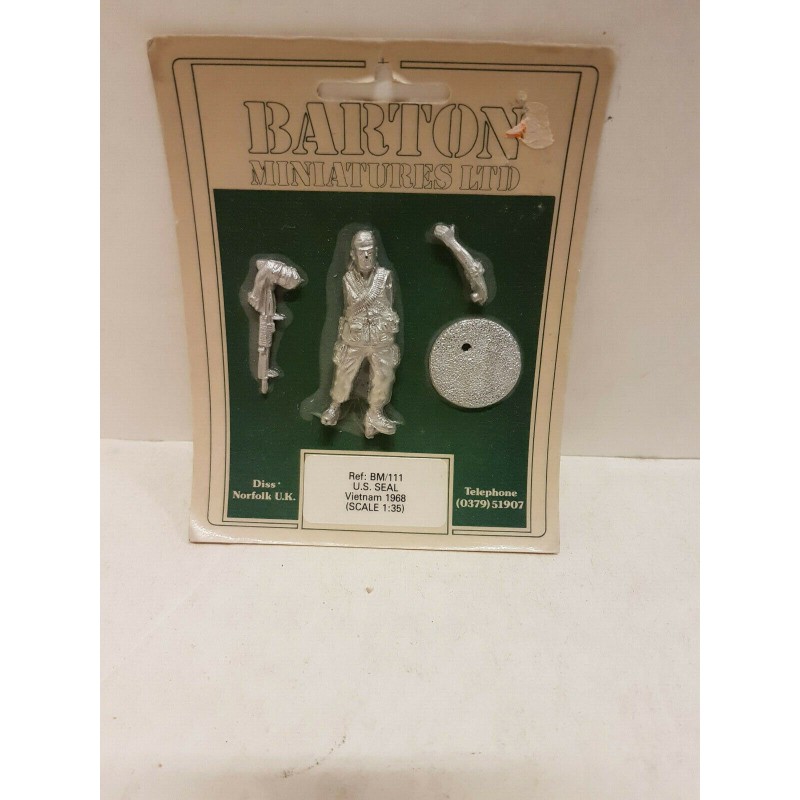 BARTON
MINIATURES LTD
Diss
Norfolk U.K.
Ref: BM/111
U.S. SEAL
Vietnam 1968
(SCALE 1:35)
Telephone
(0379) 51907